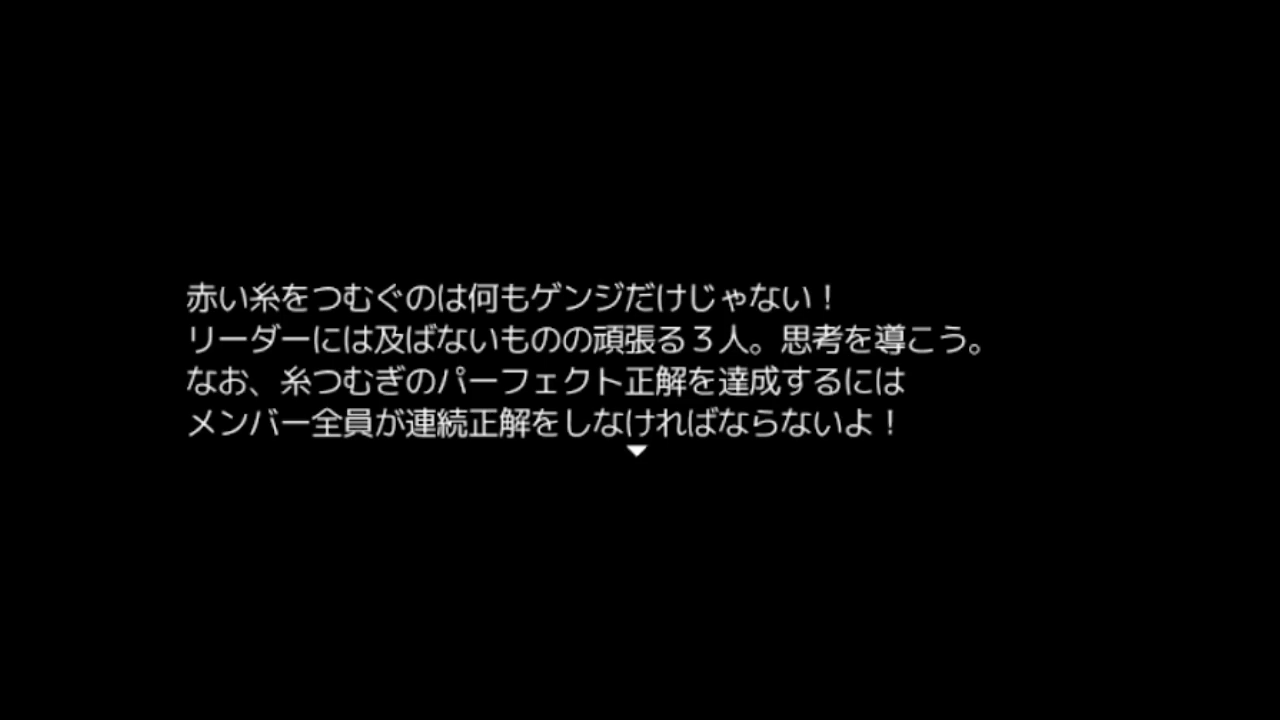 赤い糸をつむぐのは何もゲンジだけじゃない！
リーダーには及ばないものの頑張る３人。思考を導こう。
なお、糸つむぎのパーフェクト正解を達成するには
メンバー全員が連続正解をしなければならないよ！